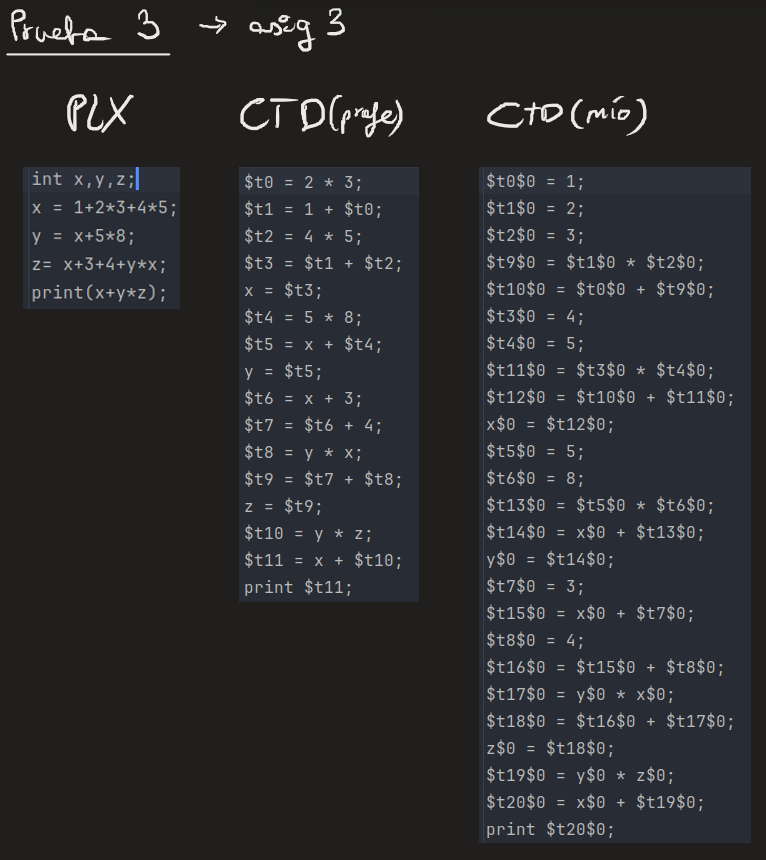 Prueba 3 → asig 3
PLX
int x,y,z;
x = 1+2*3+4*5;
y = x+5*8;
z= x+3+4+y*x;
print(x+y*z);
CTD(profe)
$t0 = 2 * 3;
$t1 = 1 + $t0;
$t2 = 4 * 5;
$t3 = $t1 + $t2;
x = $t3;
$t4 = 5 * 8;
$t5 = x + $t4;
y = $t5;
$t6 = x + 3;
$t7 = $t6 + 4;
$t8 = y * x;
$t9 = $t7 + $t8;
z = $t9;
$t10 = y * z;
$t11 = x + $t10;
print $t11;
CTD(mío)
$t0$0 = 1;
$t1$0 = 2;
$t2$0 = 3;
$t9$0 = $t1$0 * $t2$0;
$t10$0 = $t0$0 + $t9$0;
$t3$0 = 4;
$t4$0 = 5;
$t11$0 = $t3$0 * $t4$0;
$t12$0 = $t10$0 + $t11$0;
x$0 = $t12$0;
$t5$0 = 5;
$t6$0 = 8;
$t13$0 = $t5$0 * $t6$0;
$t14$0 = x$0 + $t13$0;
y$0 = $t14$0;
$t7$0 = 3;
$t15$0 = x$0 + $t7$0;
$t8$0 = 4;
$t16$0 = $t15$0 + $t8$0;
$t17$0 = y$0 * x$0;
$t18$0 = $t16$0 + $t17$0;
z$0 = $t18$0;
$t19$0 = y$0 * z$0;
$t20$0 = x$0 + $t19$0;
print $t20$0;